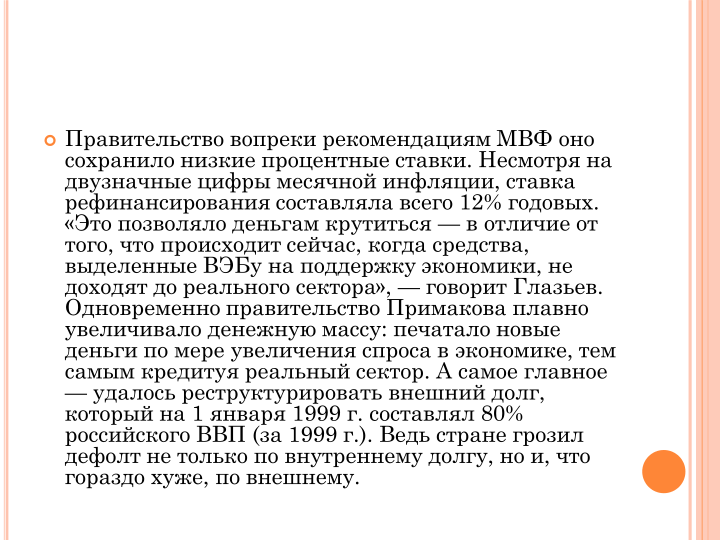 Правительство вопреки рекомендациям МВФ оно
сохранило низкие процентные ставки. Несмотря на
двузначные цифры месячной инфляции, ставка
рефинансирования составляла всего 12% годовых.
«Это позволяло деньгам крутиться — в отличие от
того, что происходит сейчас, когда средства,
выделенные ВЭБу на поддержку экономики, не
доходят до реального сектора», — говорит Глазьев.
Одновременно правительство Примакова плавно
увеличивало денежную массу: печатало новые
деньги по мере увеличения спроса в экономике, тем
самым кредитуя реальный сектор. А самое главное
— удалось реструктурировать внешний долг,
который на 1 января 1999 г. составлял 80%
российского ВВП (за 1999 г.). Ведь стране грозил
дефолт не только по внутреннему долгу, но и, что
гораздо хуже, по внешнему.